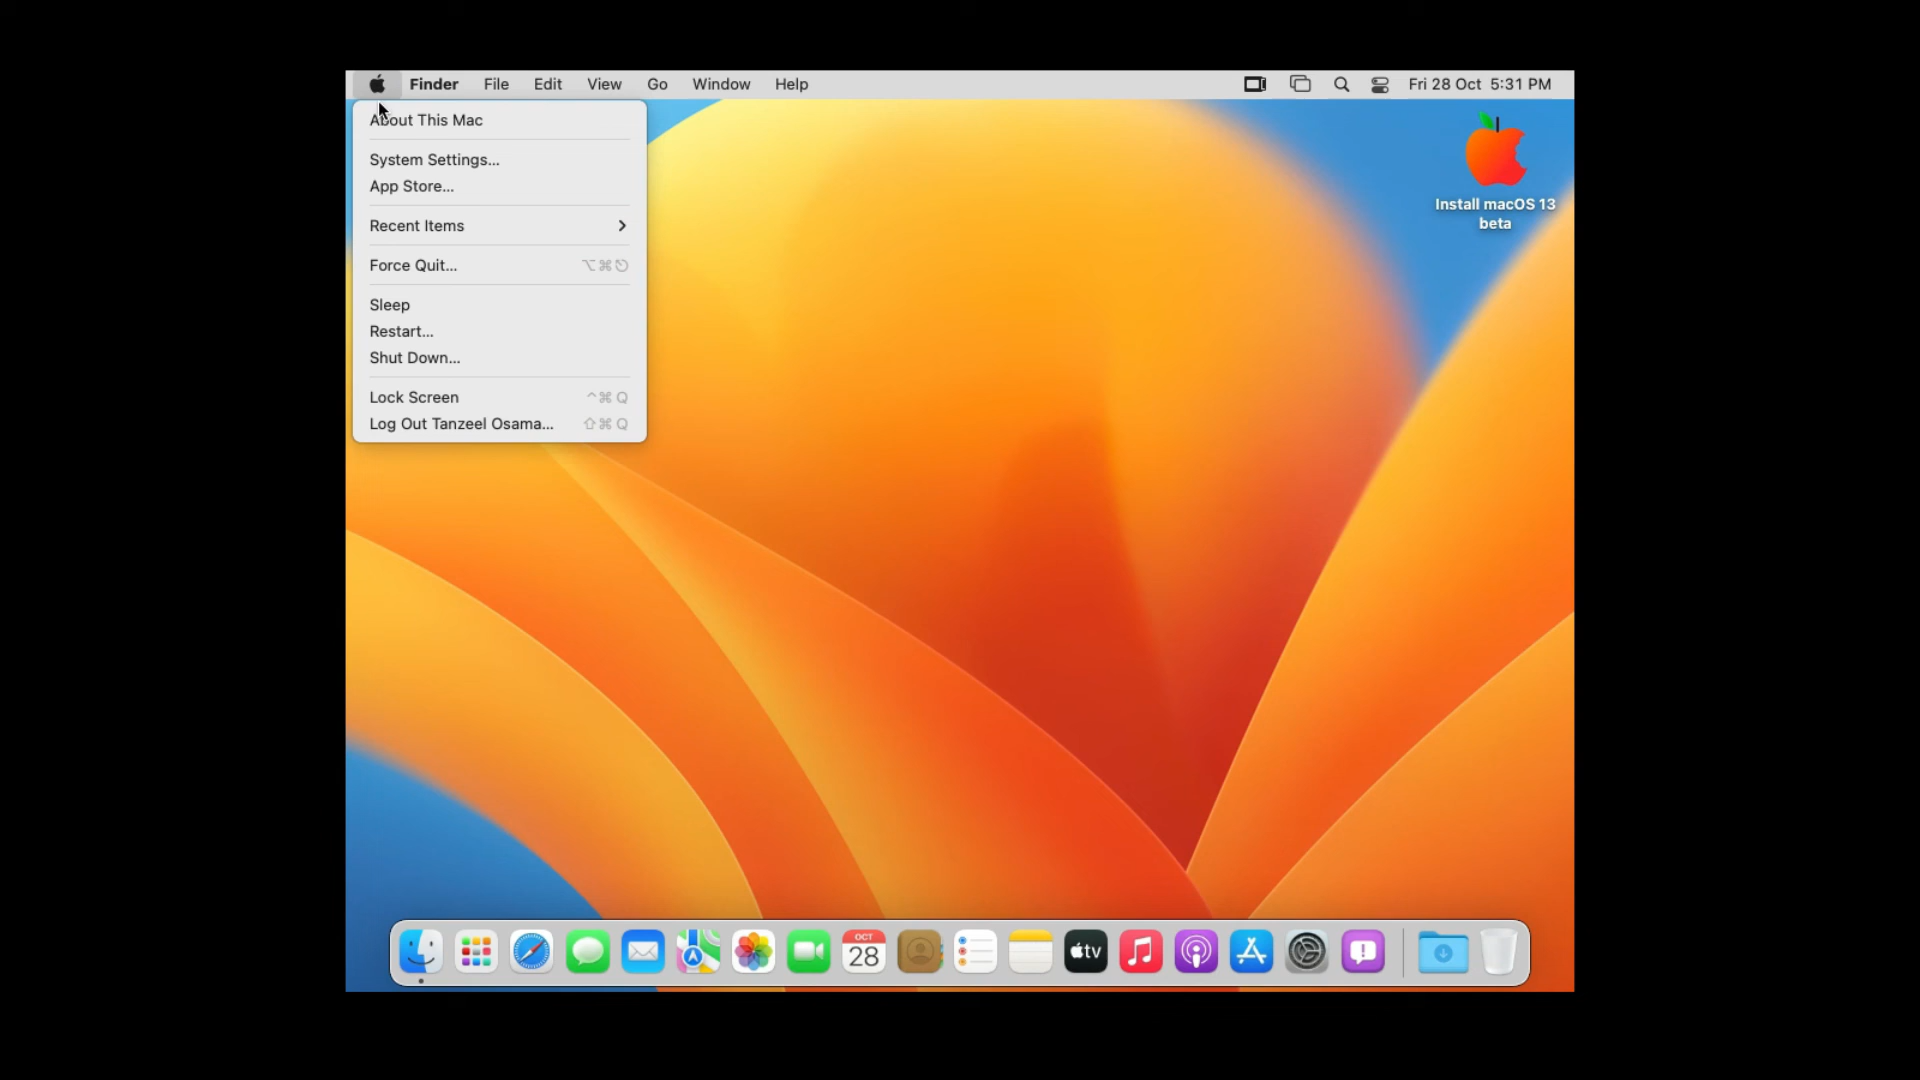 Finder File Edit View Go Window Help Fri 28 Oct 5:31 PM
About This Mac
System Settings...
App Store...
Recent Items
Force Quit... ⌥⌘⎋
Sleep
Restart...
Shut Down...
Lock Screen ^⌘Q
Log Out Tanzeel Osama... ⇧⌘Q
Install macOS 13
beta
OCT
28
tv